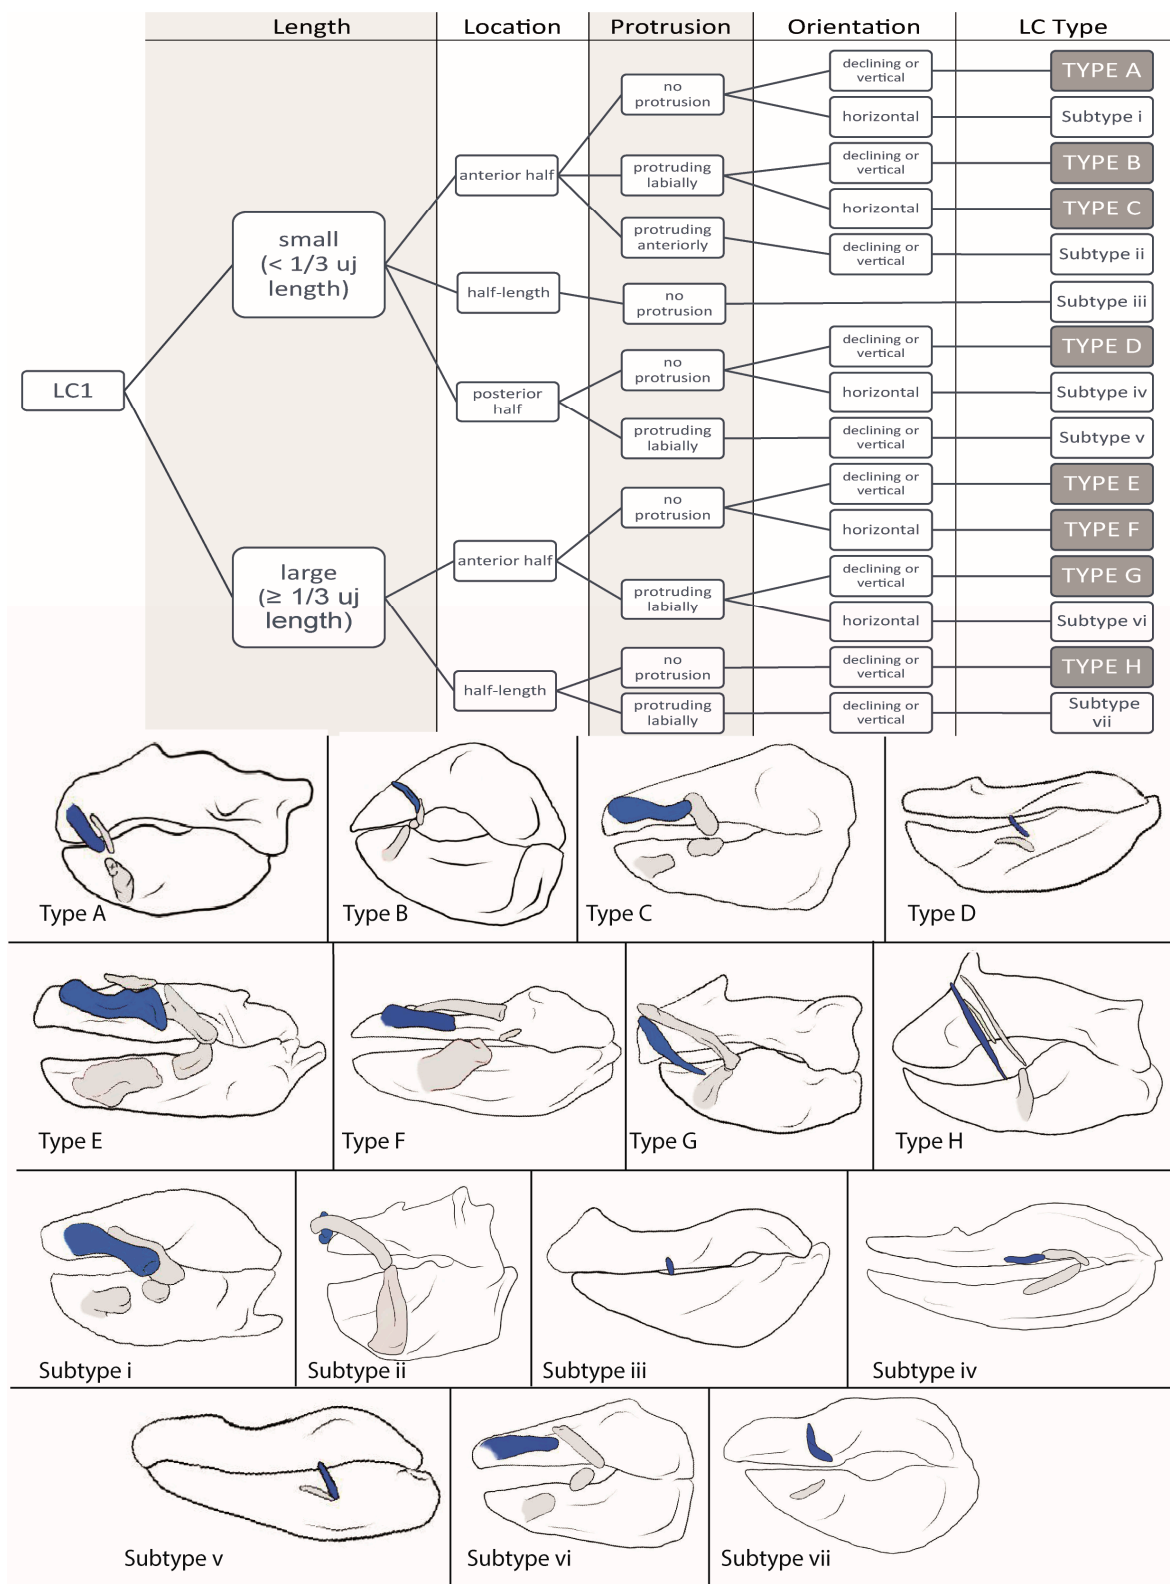 Length Location Protrusion Orientation LC Type
declining or
vertical
TYPE A
no
protrusion
horizontal
Subtype i
anterior half
declining or
vertical
TYPE B
protruding
labially
horizontal
TYPE C
protruding
anteriorly
declining or
vertical
Subtype ii
small
(< 1/3 uj
length)
half-length
no
protrusion
Subtype iii
declining or
vertical
TYPE D
no
protrusion
horizontal
Subtype iv
LC1
posterior
half
protruding
labially
declining or
vertical
Subtype v
declining or
vertical
TYPE E
no
protrusion
horizontal
TYPE F
anterior half
large
(≥ 1/3 uj
length)
declining or
vertical
TYPE G
protruding
labially
horizontal
Subtype vi
half-length
no
protrusion
declining or
vertical
TYPE H
protruding
labially
declining or
vertical
Subtype
vii
Type A
Type B
Type C
Type D
Type E
Type F
Type G
Type H
Subtype i
Subtype ii
Subtype iii
Subtype iv
Subtype v
Subtype vi
Subtype vii